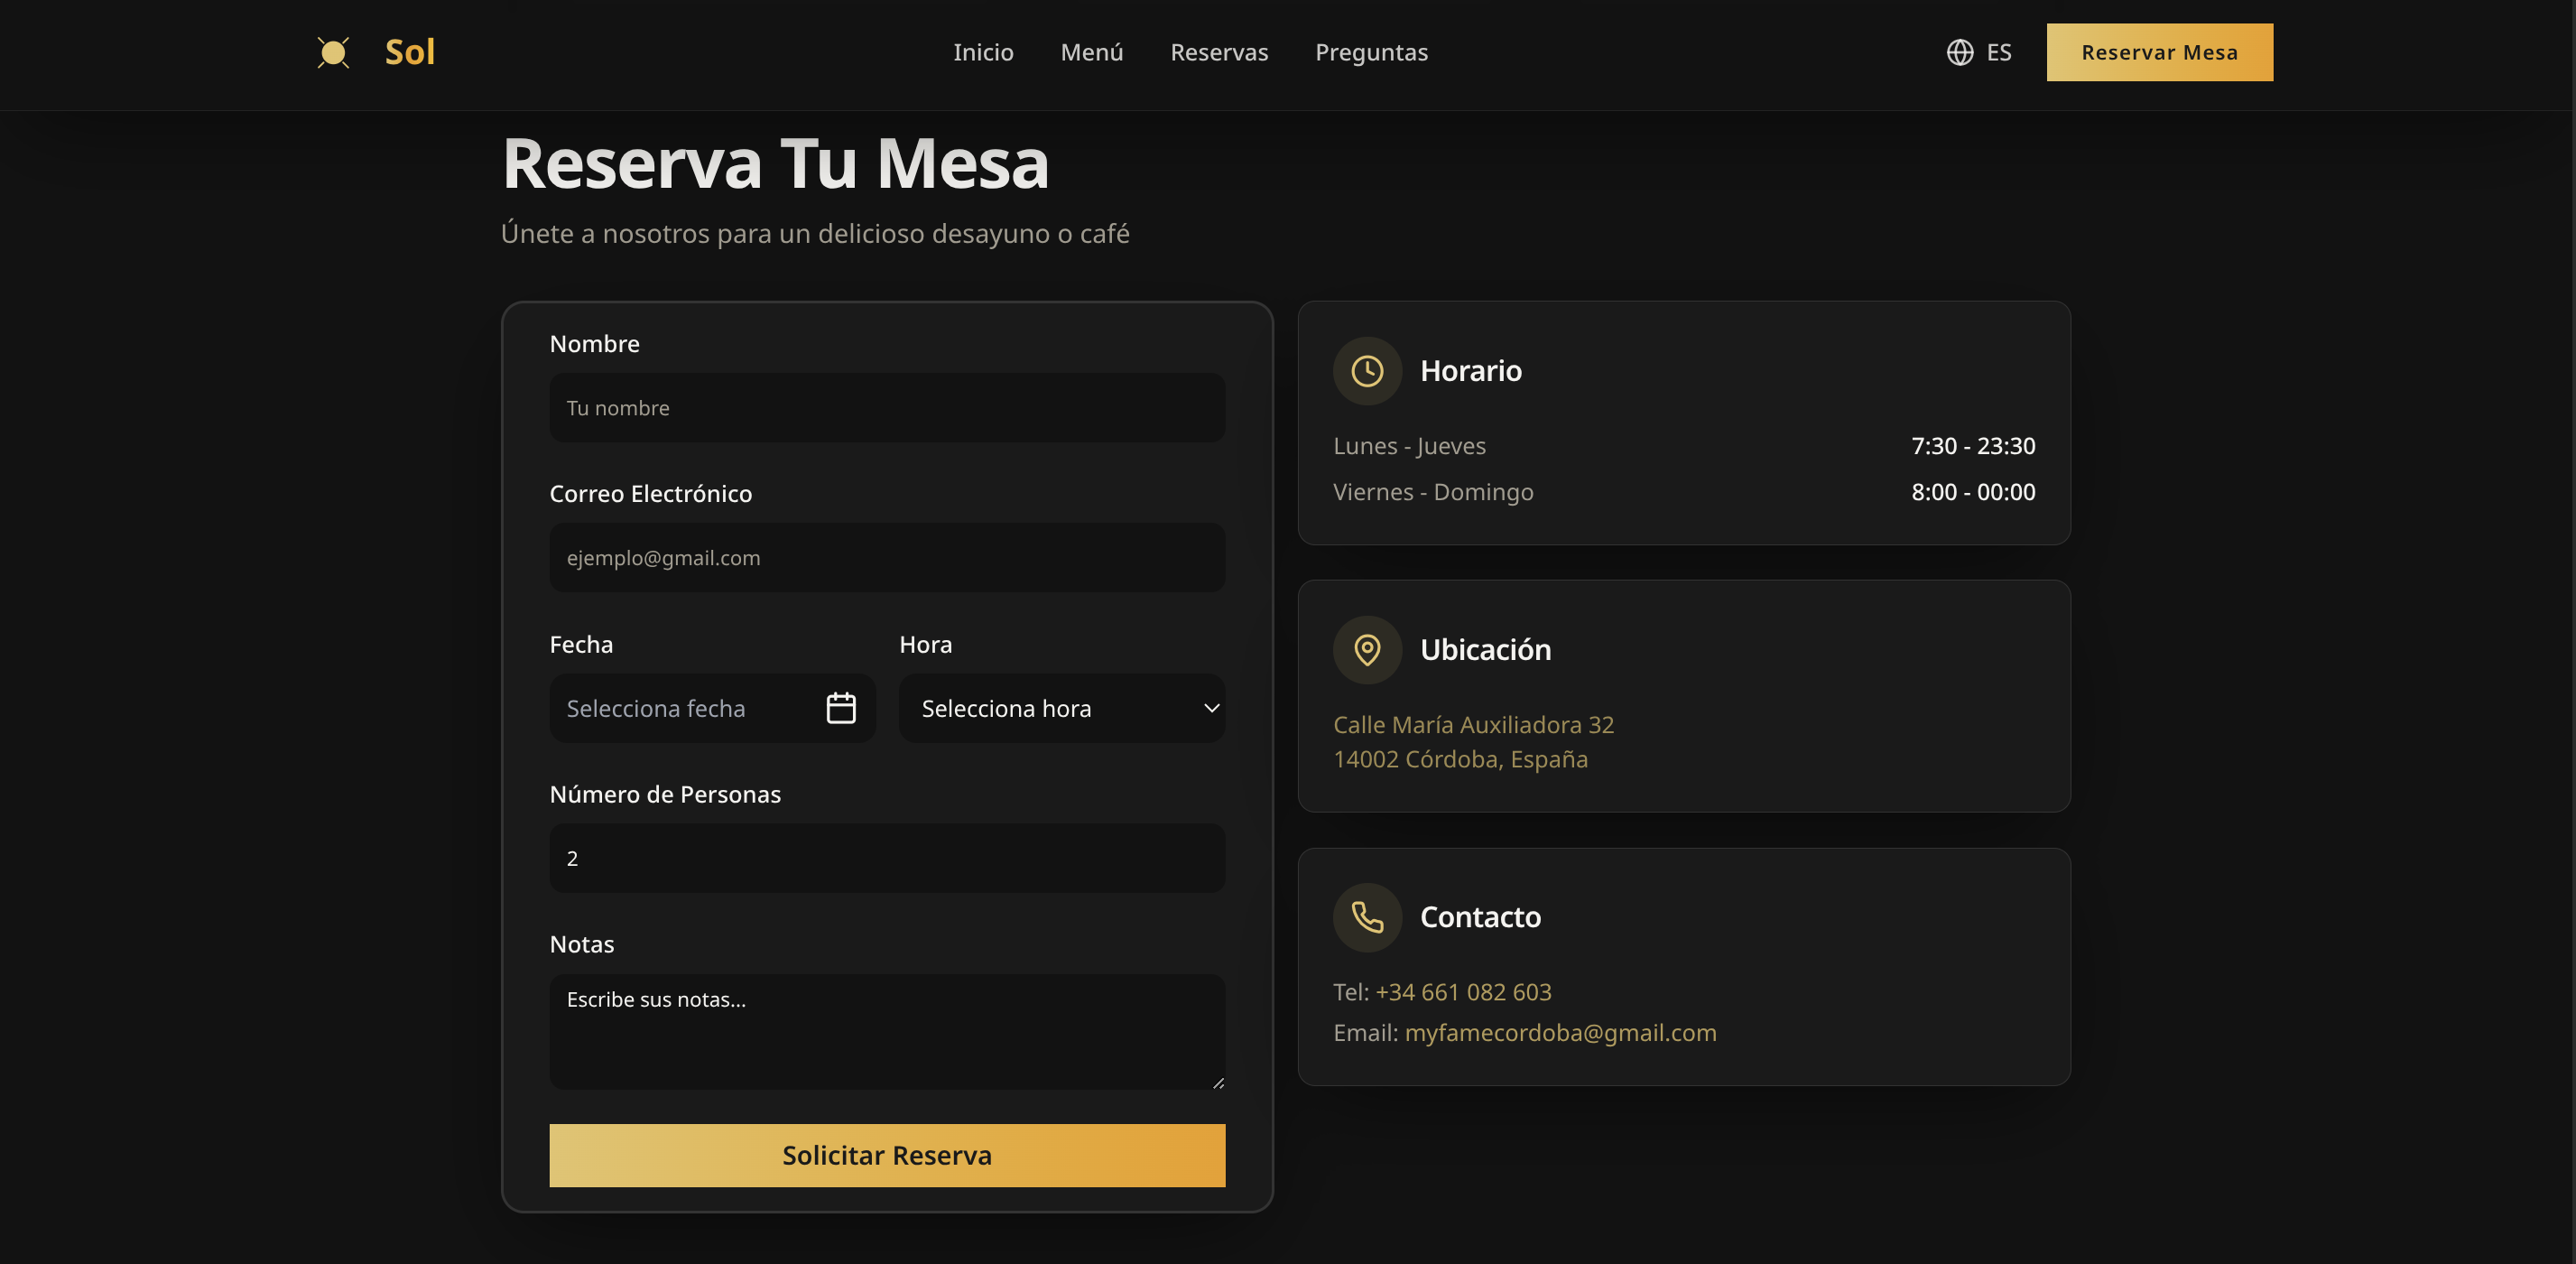 Sol
Inicio
Menú
Reservas
Preguntas
ES
Reservar Mesa
Reserva Tu Mesa
Únete a nosotros para un delicioso desayuno o café
Nombre
Tu nombre
Correo Electrónico
ejemplo@gmail.com
Fecha
Selecciona fecha
Hora
Selecciona hora
Número de Personas
2
Notas
Escribe sus notas...
Solicitar Reserva
Horario
Lunes - Jueves 7:30 - 23:30
Viernes - Domingo 8:00 - 00:00
Ubicación
Calle María Auxiliadora 32
14002 Córdoba, España
Contacto
Tel: +34 661 082 603
Email: myfamecordoba@gmail.com